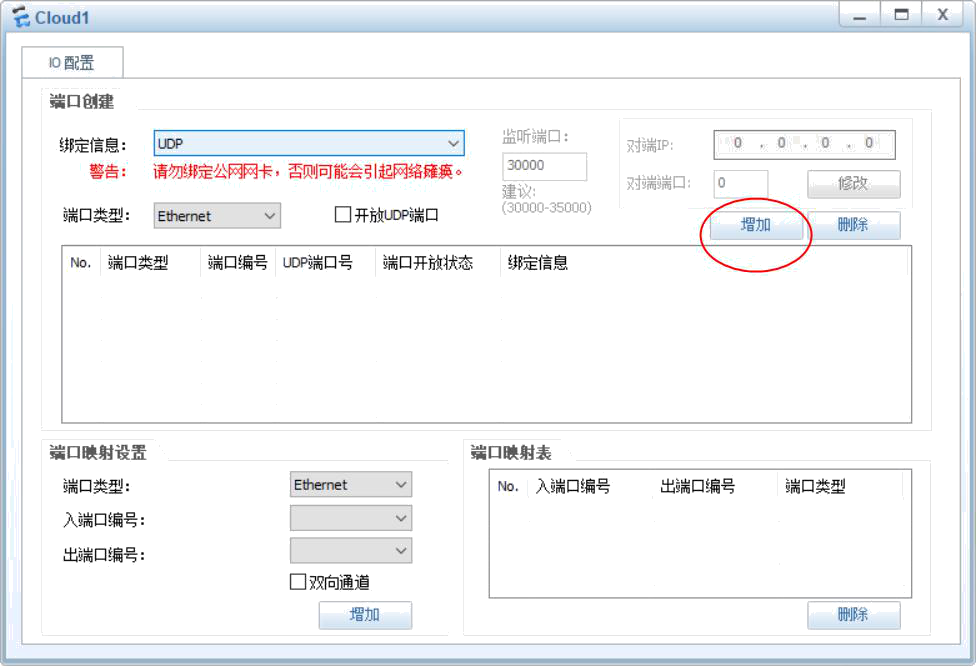 Cloud1
IO 配置
端口创建
绑定信息: UDP
警告: 请勿绑定公网网卡，否则可能会引起网络瘫痪。
端口类型: Ethernet 开放UDP端口
监听端口:
30000
建议:
(30000-35000)
对端IP: 0 . 0 . 0 . 0
对端端口: 0 修改
增加 删除
No. 端口类型 端口编号 UDP端口号 端口开放状态 绑定信息
端口映射设置
端口类型: Ethernet
入端口编号:
出端口编号:
双向通道
增加
端口映射表
No. 入端口编号 出端口编号 端口类型
删除